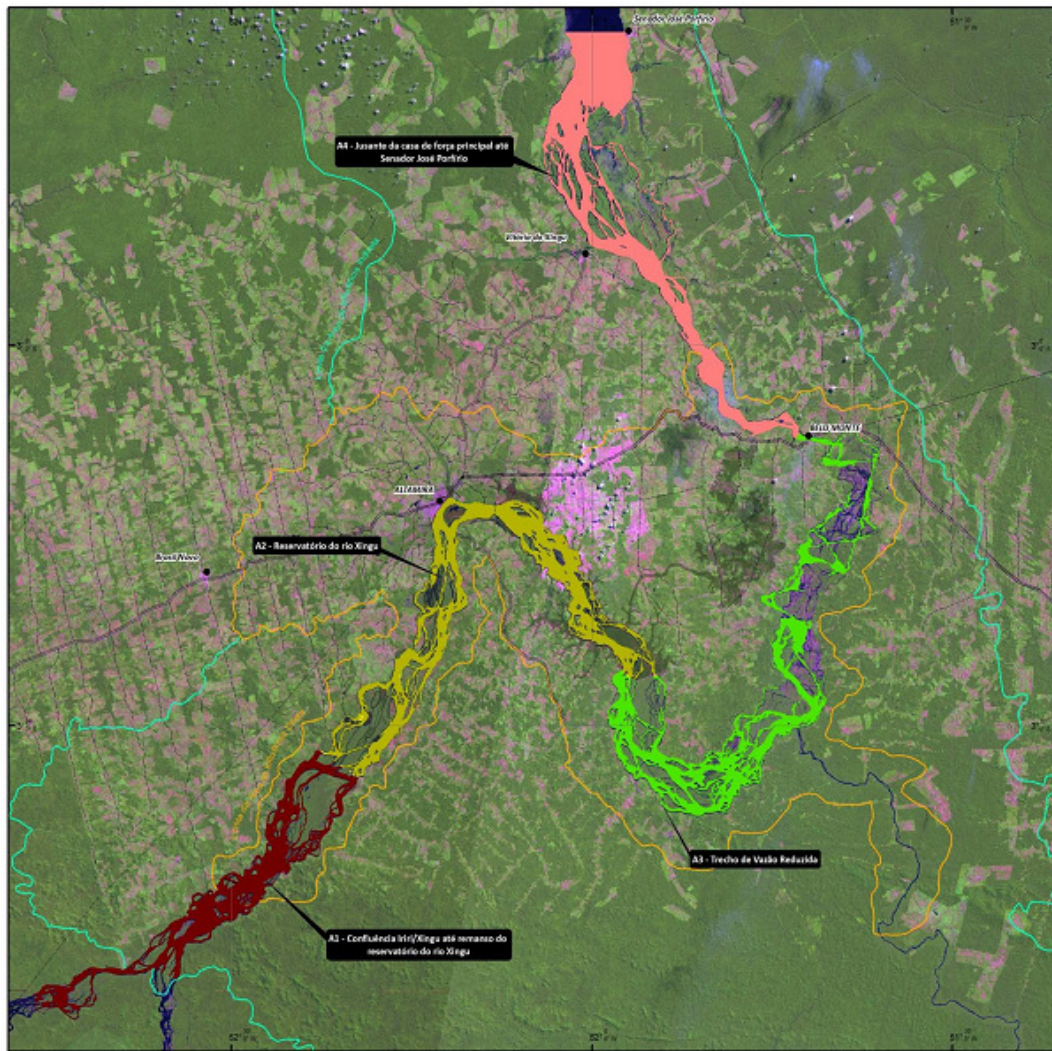 Senador José Porfírio
A4 - Jusante da casa de força principal até
Senador José Porfírio
Vitória do Xingu
BELO MONTE
ALTAMIRA
A2 - Reservatório do rio Xingu
Brasil Novo
A3 - Trecho de Vazão Reduzida
A1 - Confluência Iriri/Xingu até remanso do
reservatório do rio Xingu